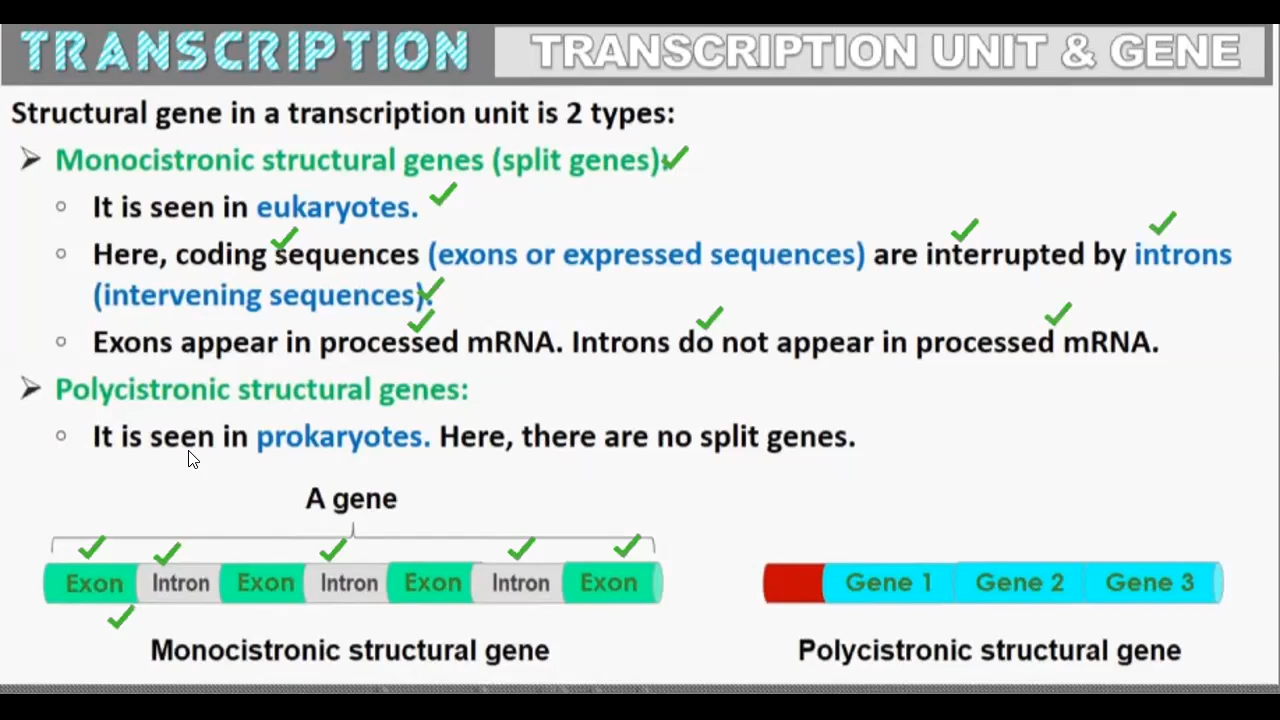 TRANSCRIPTION
TRANSCRIPTION UNIT & GENE
Structural gene in a transcription unit is 2 types:
Monocistronic structural genes (split genes):
It is seen in eukaryotes.
Here, coding sequences (exons or expressed sequences) are interrupted by introns
(intervening sequences).
Exons appear in processed mRNA. Introns do not appear in processed mRNA.
Polycistronic structural genes:
It is seen in prokaryotes. Here, there are no split genes.
A gene
Exon Intron Exon Intron Exon Intron Exon
Gene 1 Gene 2 Gene 3
Monocistronic structural gene
Polycistronic structural gene